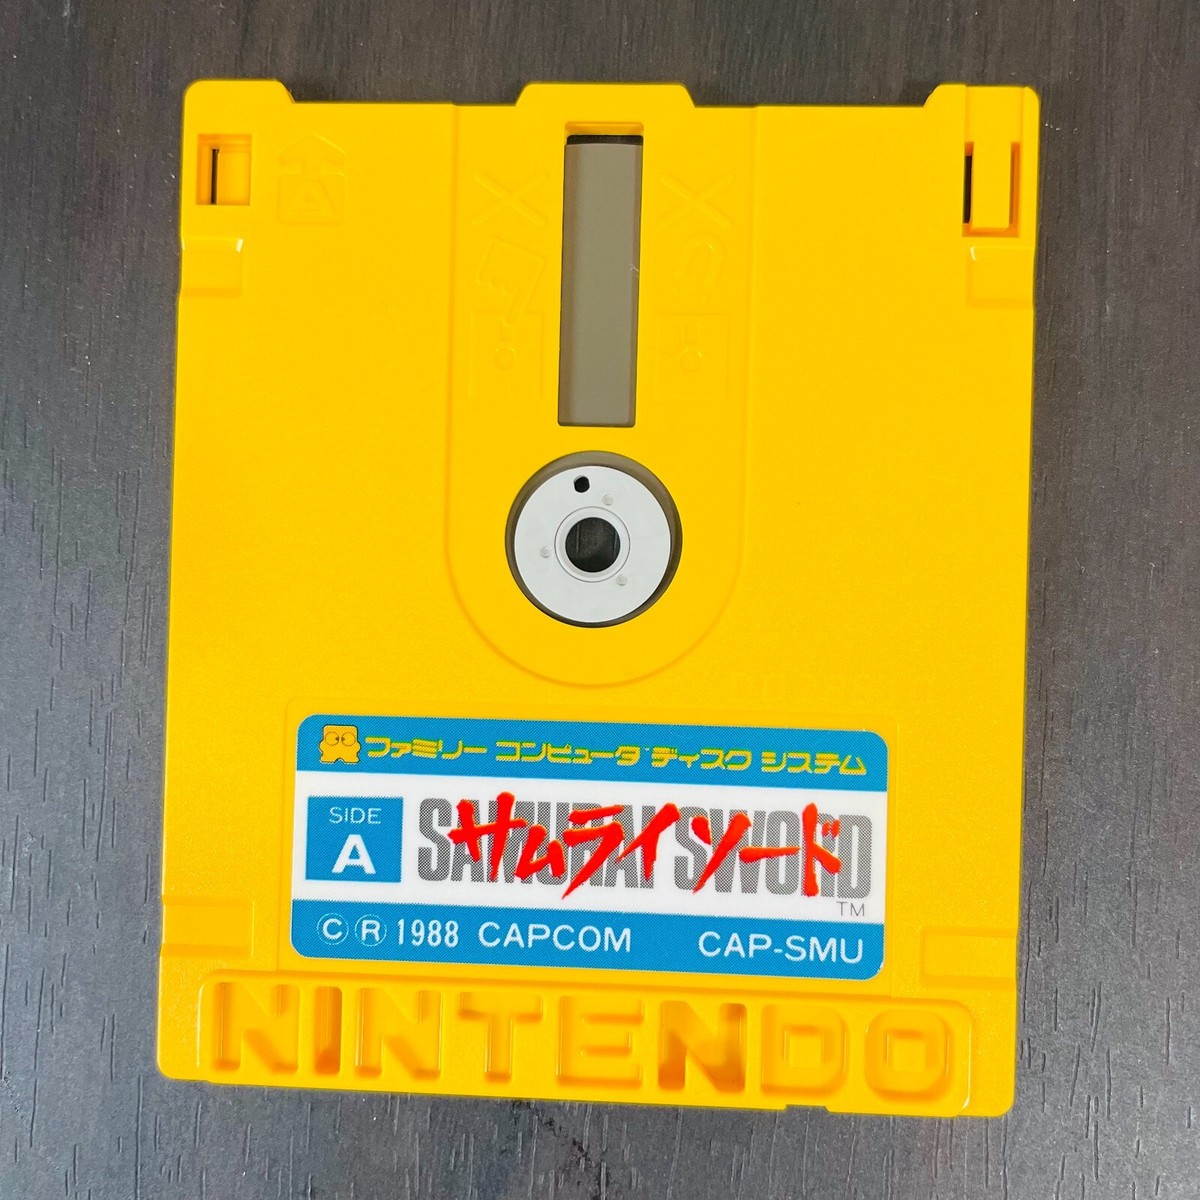 ファミリー コンピュータ ディスク システム
SIDE
A
SAMURAI SWORD
サムライソード
TM
© ® 1988 CAPCOM CAP-SMU
NINTENDO